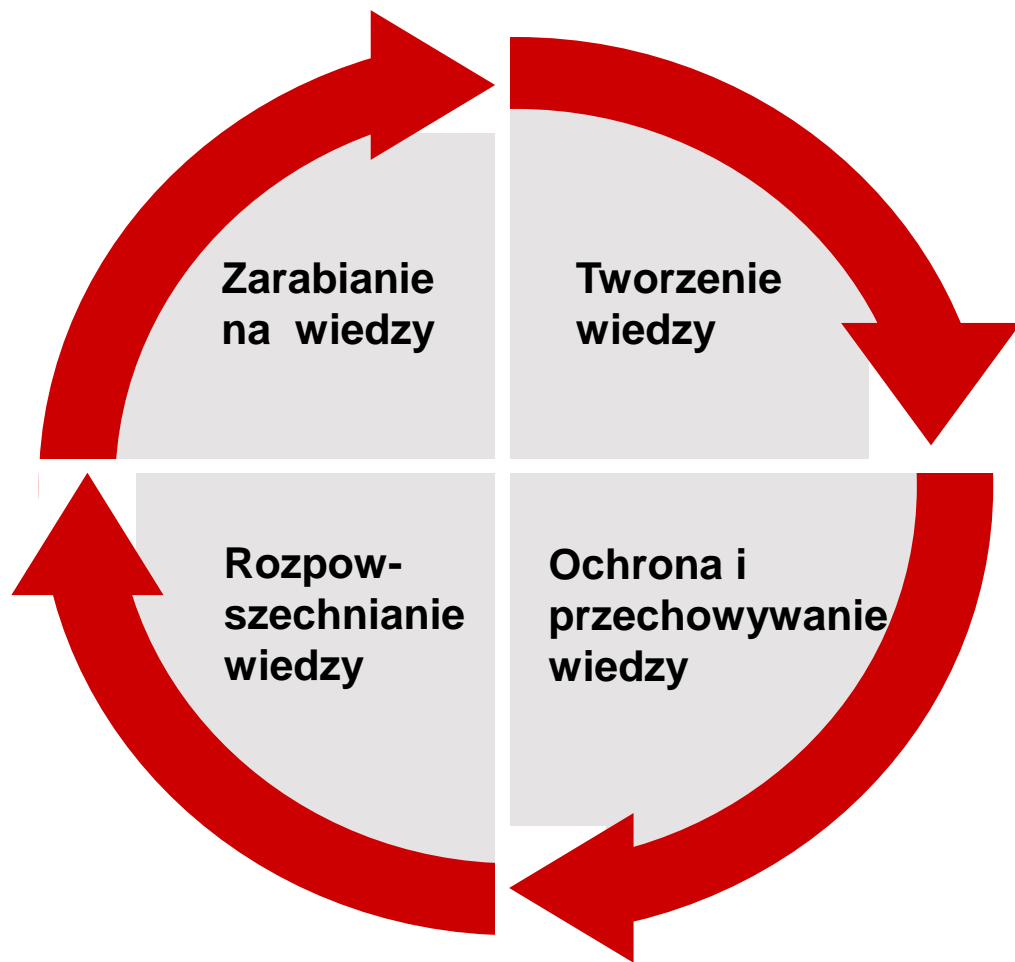 Zarabianie
na wiedzy
Tworzenie
wiedzy
Rozpow-
szechnianie
wiedzy
Ochrona i
przechowywanie
wiedzy